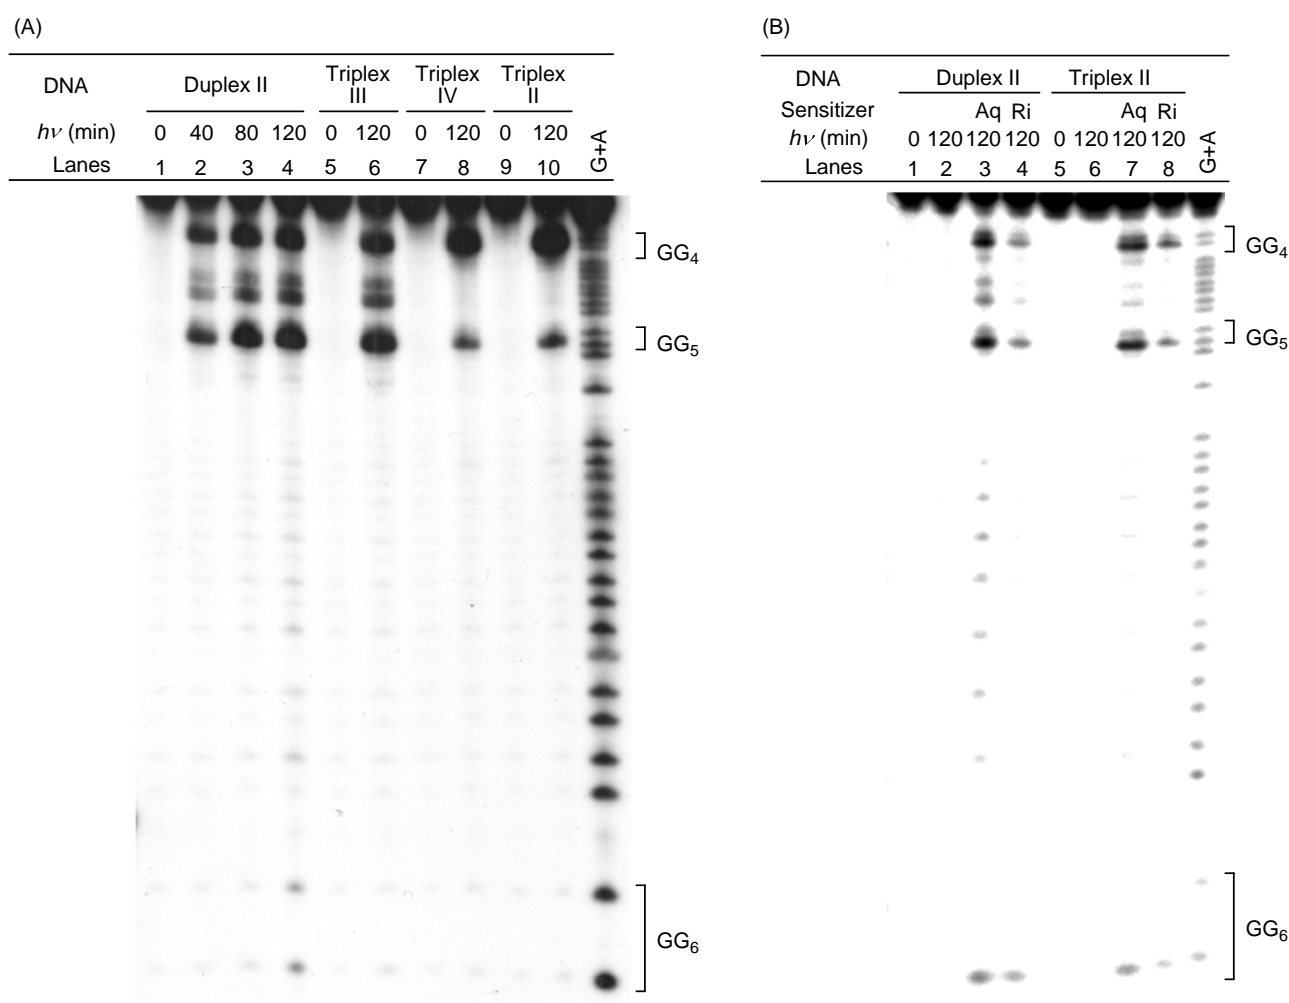 (A)
DNA Duplex II Triplex III Triplex IV Triplex II G+A
hν (min) 0 40 80 120 0 120 0 120 0 120
Lanes 1 2 3 4 5 6 7 8 9 10
GG4
GG5
GG6
(B)
DNA Duplex II Triplex II G+A
Sensitizer Aq Ri Aq Ri
hν (min) 0 120 120 120 0 120 120 120
Lanes 1 2 3 4 5 6 7 8
GG4
GG5
GG6